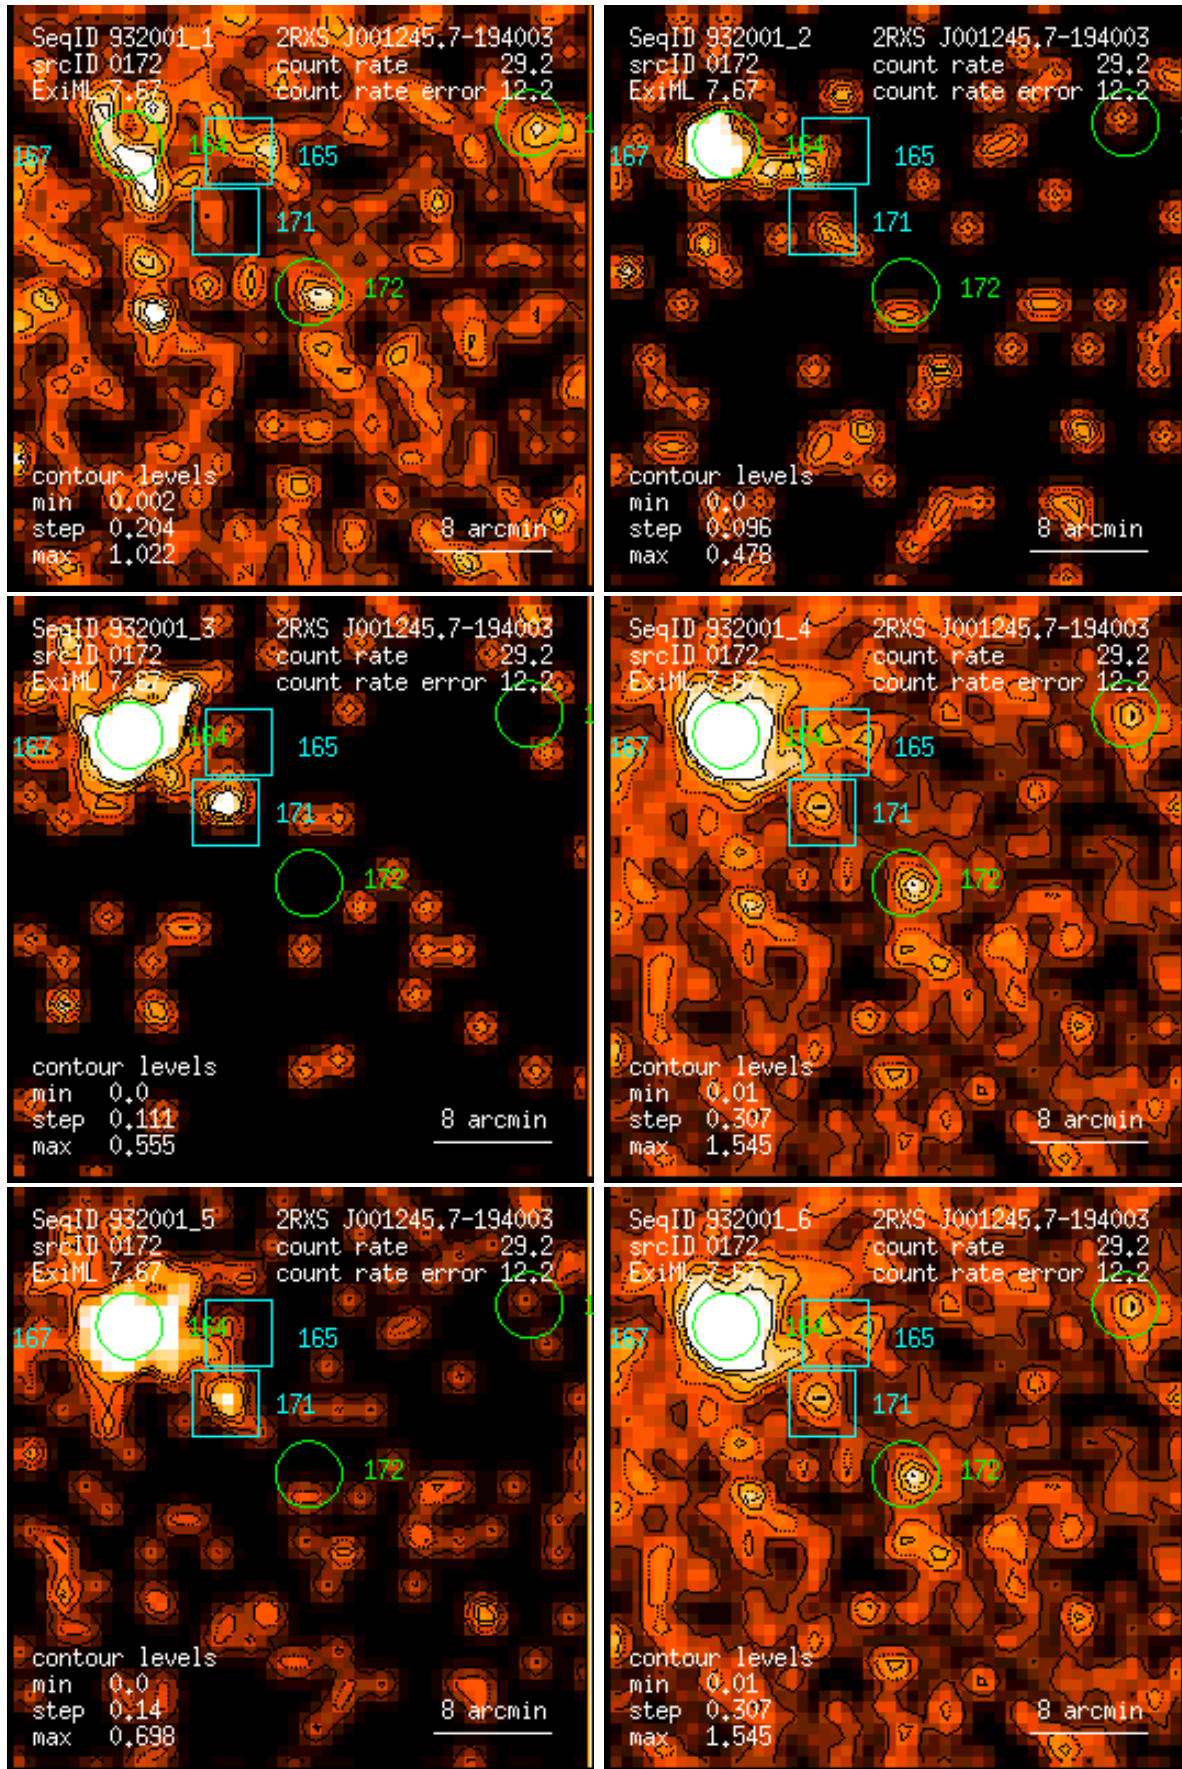 SeqID 932001_1 2RXS J001245.7-194003
srcID 0172 count rate 29.2
ExiML 7.67 count rate error 12.2
1
167 164 165
171
172
contour levels
min 0.002
step 0.204 8 arcmin
max 1.022
SeqID 932001_2 2RXS J001245.7-194003
srcID 0172 count rate 29.2
ExiML 7.67 count rate error 12.2
167 164 165
171
172
contour levels
min 0.0
step 0.096 8 arcmin
max 0.478
SeqID 932001_3 2RXS J001245.7-194003
srcID 0172 count rate 29.2
ExiML 7.67 count rate error 12.2
1
167 164 165
171
172
contour levels
min 0.0
step 0.111 8 arcmin
max 0.555
SeqID 932001_4 2RXS J001245.7-194003
srcID 0172 count rate 29.2
ExiML 7.67 count rate error 12.2
167 164 165
171
172
contour levels
min 0.01
step 0.307 8 arcmin
max 1.545
SeqID 932001_5 2RXS J001245.7-194003
srcID 0172 count rate 29.2
ExiML 7.67 count rate error 12.2
1
167 164 165
171
172
contour levels
min 0.0
step 0.14 8 arcmin
max 0.698
SeqID 932001_6 2RXS J001245.7-194003
srcID 0172 count rate 29.2
ExiML 7.67 count rate error 12.2
167 164 165
171
172
contour levels
min 0.01
step 0.307 8 arcmin
max 1.545